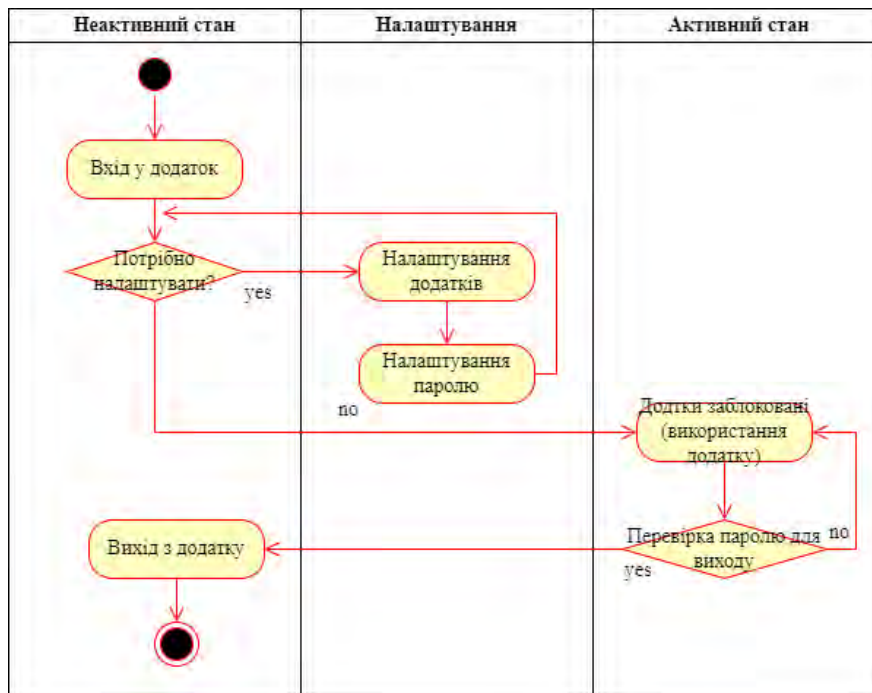 Неактивний стан
Налаштування
Активний стан
Вхід у додаток
Потрібно
налаштувати?
yes
Налаштування
додатків
Налаштування
паролю
no
Додтки заблоковані
(використання
додатку)
Перевірка паролю для
виходу
no
yes
Вихід з додатку